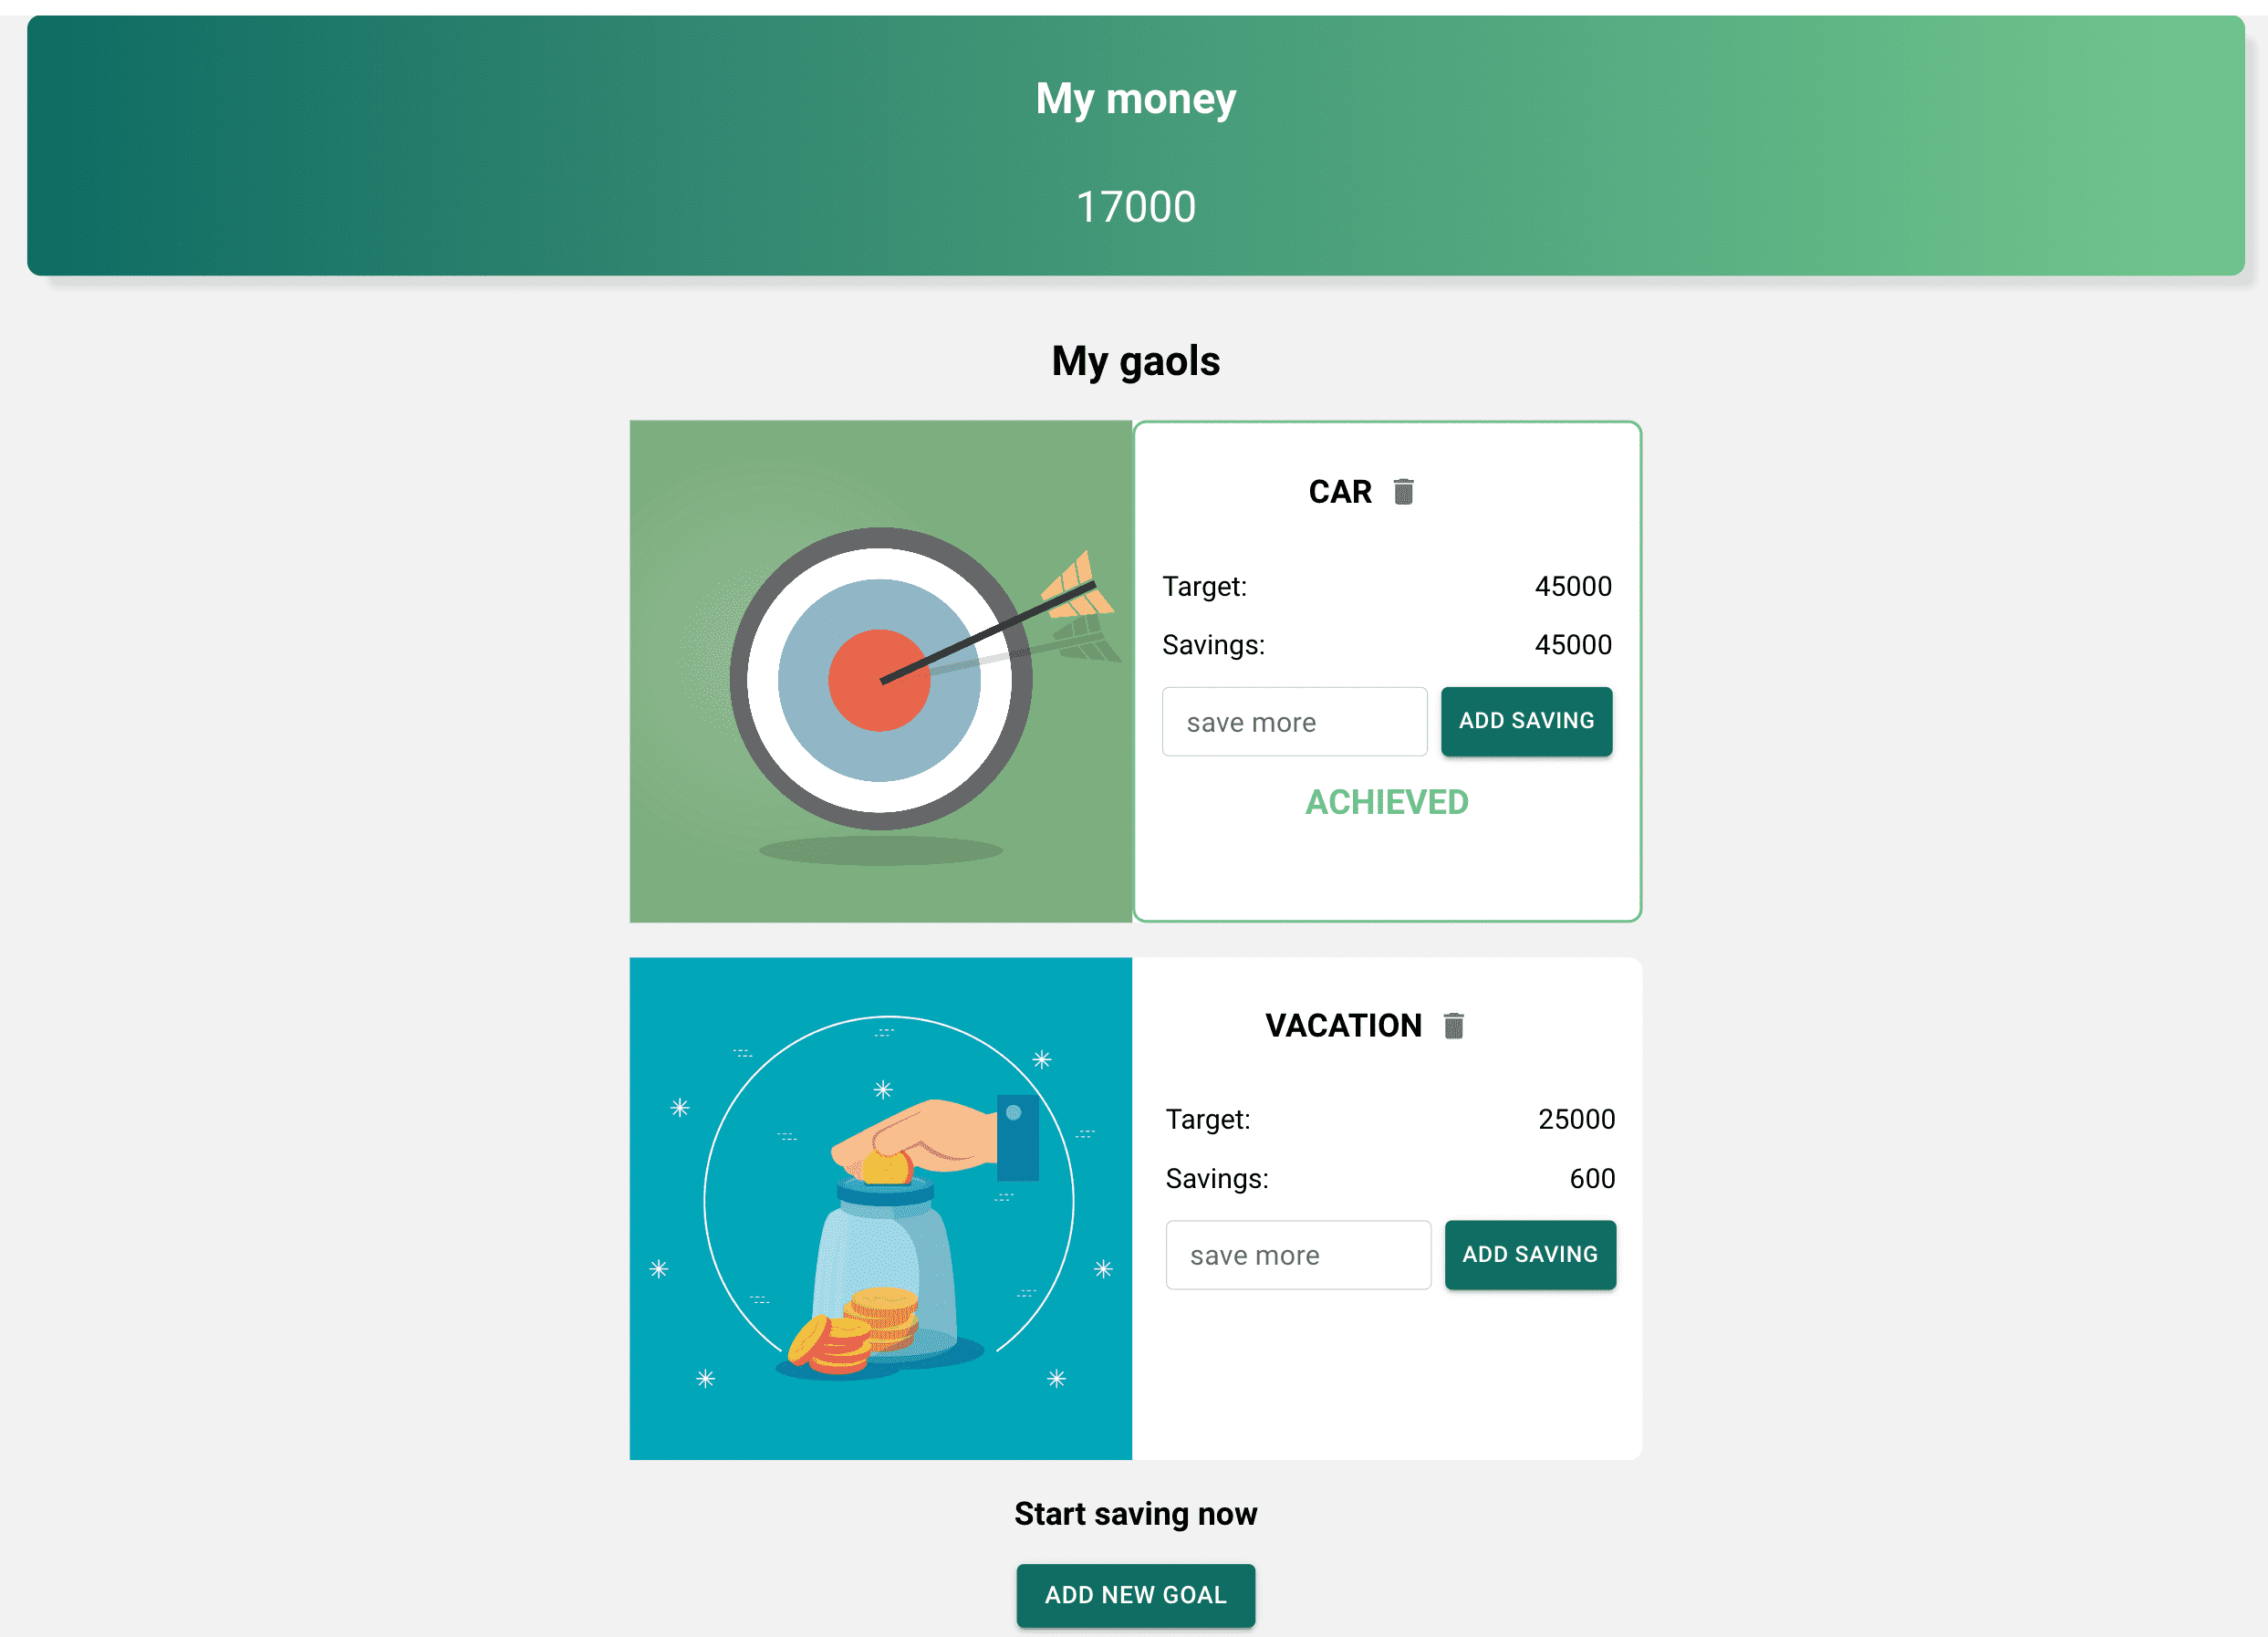 My money
17000
My gaols
CAR
Target: 45000
Savings: 45000
save more ADD SAVING
ACHIEVED
VACATION
Target: 25000
Savings: 600
save more ADD SAVING
Start saving now
ADD NEW GOAL